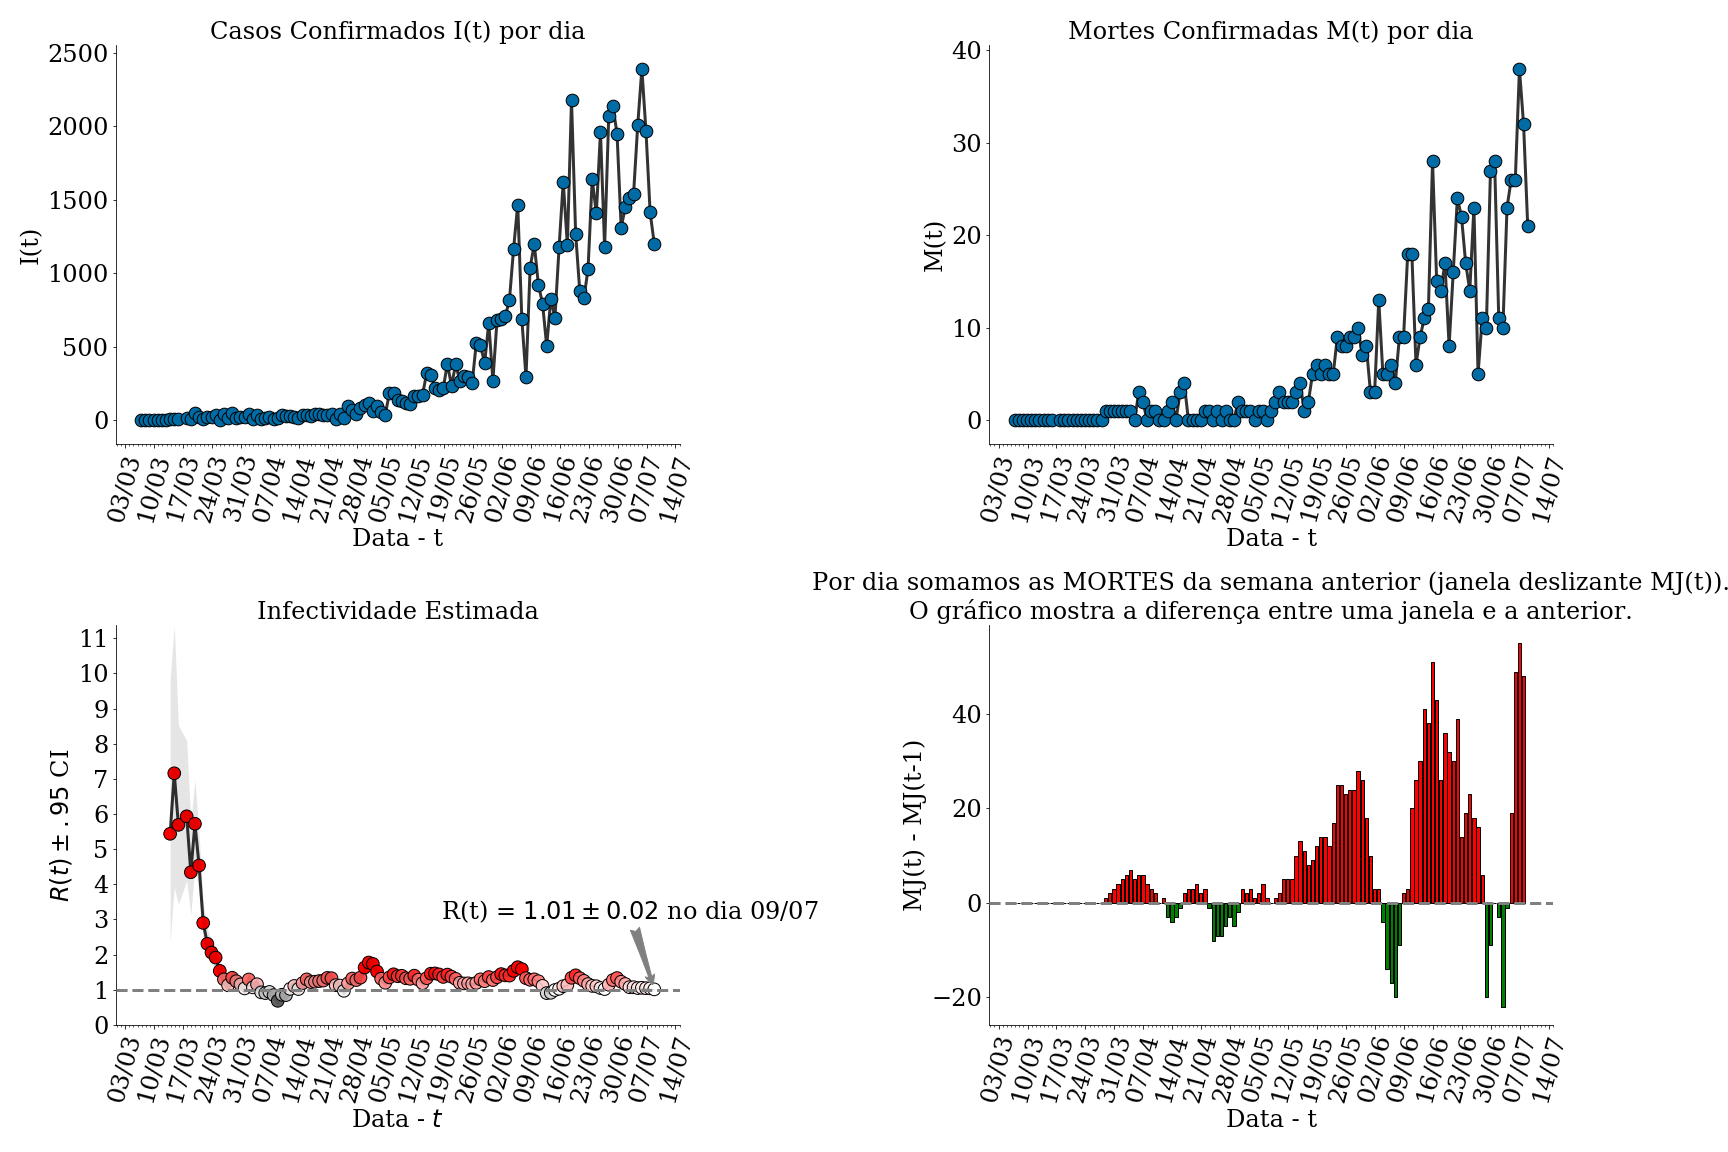 Casos Confirmados I(t) por dia
2500
2000
1500
1000
500
0
I(t)
03/03 10/03 17/03 24/03 31/03 07/04 14/04 21/04 28/04 05/05 12/05 19/05 26/05 02/06 09/06 16/06 23/06 30/06 07/07 14/07
Data - t
Mortes Confirmadas M(t) por dia
40
30
20
10
0
M(t)
03/03 10/03 17/03 24/03 31/03 07/04 14/04 21/04 28/04 05/05 12/05 19/05 26/05 02/06 09/06 16/06 23/06 30/06 07/07 14/07
Data - t
Infectividade Estimada
11
10
9
8
7
6
5
4
3
2
1
0
R(t) ± .95 CI
R(t) = 1.01 ± 0.02 no dia 09/07
03/03 10/03 17/03 24/03 31/03 07/04 14/04 21/04 28/04 05/05 12/05 19/05 26/05 02/06 09/06 16/06 23/06 30/06 07/07 14/07
Data - t
Por dia somamos as MORTES da semana anterior (janela deslizante MJ(t)).
O gráfico mostra a diferença entre uma janela e a anterior.
40
20
0
−20
MJ(t) - MJ(t-1)
03/03 10/03 17/03 24/03 31/03 07/04 14/04 21/04 28/04 05/05 12/05 19/05 26/05 02/06 09/06 16/06 23/06 30/06 07/07 14/07
Data - t